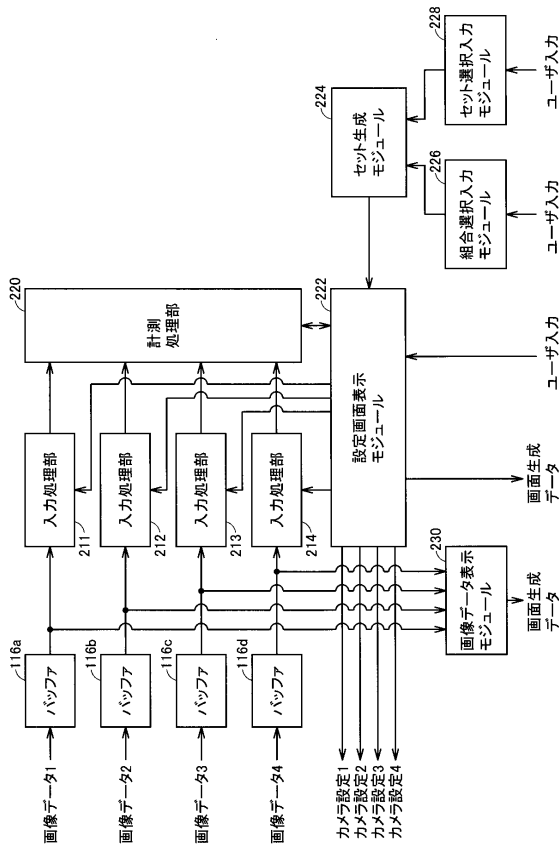 画像データ1
116a
バッファ
入力処理部
211
220
計測
処理部
画像データ2
116b
バッファ
入力処理部
212
画像データ3
116c
バッファ
入力処理部
213
画像データ4
116d
バッファ
入力処理部
214
カメラ設定1
カメラ設定2
カメラ設定3
カメラ設定4
222
設定画面表示
モジュール
224
セット生成
モジュール
230
画像データ表示
モジュール
226
組合選択入力
モジュール
228
セット選択入力
モジュール
画面生成
データ
画面生成
データ
ユーザ入力
ユーザ入力
ユーザ入力